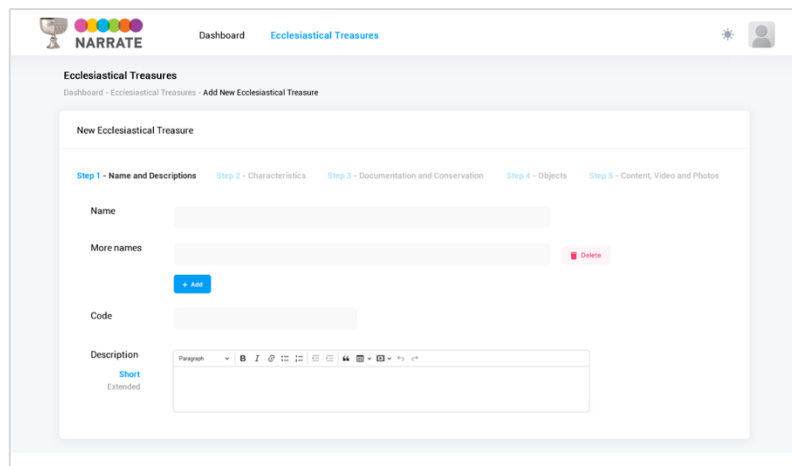 NARRATE
Dashboard Ecclesiastical Treasures
Ecclesiastical Treasures
Dashboard - Ecclesiastical Treasures - Add New Ecclesiastical Treasure
New Ecclesiastical Treasure
Step 1 - Name and Descriptions Step 2 - Characteristics Step 3 - Documentation and Conservation Step 4 - Objects Step 5 - Content, Video and Photos
Name
More names
Delete
+ Add
Code
Description
Paragraph B I
Short
Extended